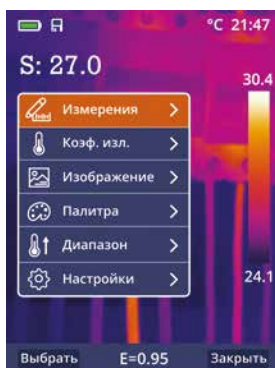 °C 21:47
S: 27.0
30.4
Измерения
Коэф. изл.
Изображение
Палитра
Диапазон
Настройки
24.1
Выбрать E=0.95 Закрыть